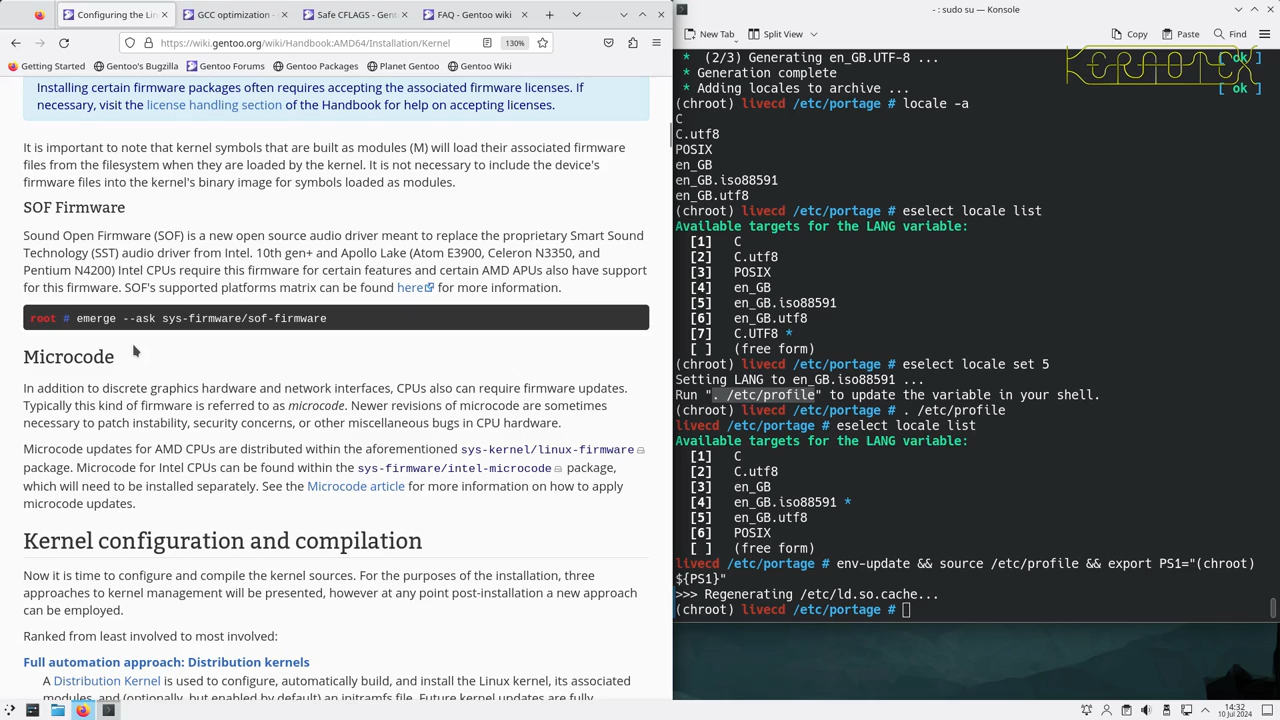 Configuring the Lin
GCC optimization -
Safe CFLAGS - Gent
FAQ - Gentoo wiki
https://wiki.gentoo.org/wiki/Handbook:AMD64/Installation/Kernel
130%
Getting Started
Gentoo's Bugzilla
Gentoo Forums
Gentoo Packages
Planet Gentoo
Gentoo Wiki
Installing certain firmware packages often requires accepting the associated firmware licenses. If
necessary, visit the license handling section of the Handbook for help on accepting licenses.
It is important to note that kernel symbols that are built as modules (M) will load their associated firmware
files from the filesystem when they are loaded by the kernel. It is not necessary to include the device's
firmware files into the kernel's binary image for symbols loaded as modules.
SOF Firmware
Sound Open Firmware (SOF) is a new open source audio driver meant to replace the proprietary Smart Sound
Technology (SST) audio driver from Intel. 10th gen+ and Apollo Lake (Atom E3900, Celeron N3350, and
Pentium N4200) Intel CPUs require this firmware for certain features and certain AMD APUs also have support
for this firmware. SOF's supported platforms matrix can be found here for more information.
root # emerge --ask sys-firmware/sof-firmware
Microcode
In addition to discrete graphics hardware and network interfaces, CPUs also can require firmware updates.
Typically this kind of firmware is referred to as microcode. Newer revisions of microcode are sometimes
necessary to patch instability, security concerns, or other miscellaneous bugs in CPU hardware.
Microcode updates for AMD CPUs are distributed within the aforementioned sys-kernel/linux-firmware
package. Microcode for Intel CPUs can be found within the sys-firmware/intel-microcode package,
which will need to be installed separately. See the Microcode article for more information on how to apply
microcode updates.
Kernel configuration and compilation
Now it is time to configure and compile the kernel sources. For the purposes of the installation, three
approaches to kernel management will be presented, however at any point post-installation a new approach
can be employed.
Ranked from least involved to most involved:
Full automation approach: Distribution kernels
A Distribution Kernel is used to configure, automatically build, and install the Linux kernel, its associated
modules, and (optionally, but enabled by default) an initramfs file. Future kernel updates are fully
- : sudo su — Konsole
New Tab
Split View
Copy
Paste
Find
KERNOTEX
* (2/3) Generating en_GB.UTF-8 ... [ ok ]
* Generation complete
* Adding locales to archive ... [ ok ]
(chroot) livecd /etc/portage # locale -a
C
C.utf8
POSIX
en_GB
en_GB.iso88591
en_GB.utf8
(chroot) livecd /etc/portage # eselect locale list
Available targets for the LANG variable:
[1] C
[2] C.utf8
[3] POSIX
[4] en_GB
[5] en_GB.iso88591
[6] en_GB.utf8
[7] C.UTF8 *
[ ] (free form)
(chroot) livecd /etc/portage # eselect locale set 5
Setting LANG to en_GB.iso88591 ...
Run ". /etc/profile" to update the variable in your shell.
(chroot) livecd /etc/portage # . /etc/profile
livecd /etc/portage # eselect locale list
Available targets for the LANG variable:
[1] C
[2] C.utf8
[3] en_GB
[4] en_GB.iso88591 *
[5] en_GB.utf8
[6] POSIX
[ ] (free form)
livecd /etc/portage # env-update && source /etc/profile && export PS1="(chroot)
${PS1}"
>>> Regenerating /etc/ld.so.cache...
(chroot) livecd /etc/portage #
14:32
10 Jul 2024